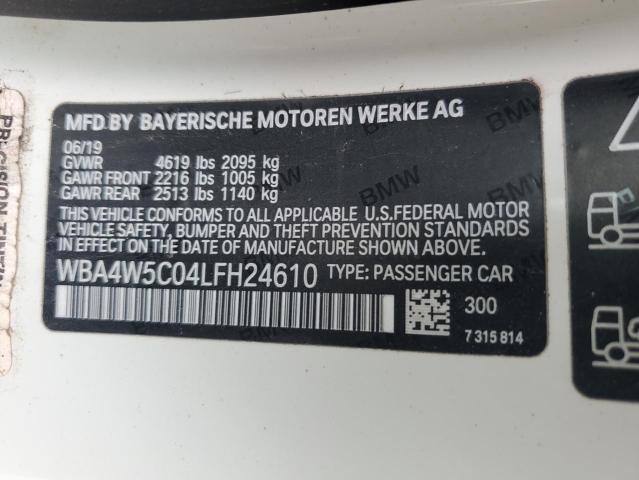 MFD BY BAYERISCHE MOTOREN WERKE AG
06/19
GVWR 4619 lbs 2095 kg
GAWR FRONT 2216 lbs 1005 kg
GAWR REAR 2513 lbs 1140 kg
THIS VEHICLE CONFORMS TO ALL APPLICABLE U.S.FEDERAL MOTOR
VEHICLE SAFETY, BUMPER AND THEFT PREVENTION STANDARDS
IN EFFECT ON THE DATE OF MANUFACTURE SHOWN ABOVE.
WBA4W5C04LFH24610 TYPE: PASSENGER CAR
300
7 315 814
BMW
PRECISION